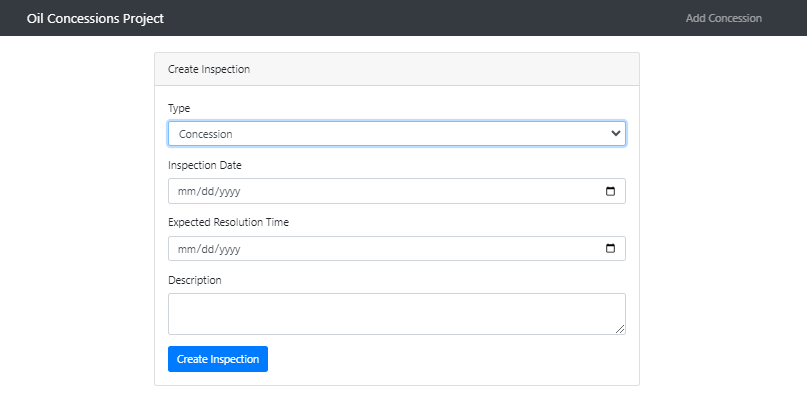 Oil Concessions Project
Add Concession
Create Inspection
Type
Concession
Inspection Date
mm/dd/yyyy
Expected Resolution Time
mm/dd/yyyy
Description
Create Inspection